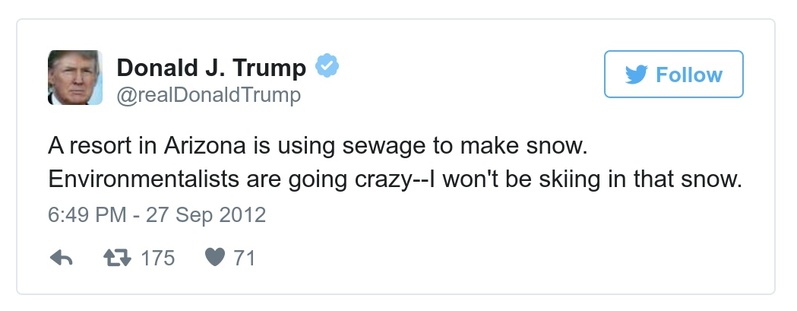 Donald J. Trump
@realDonaldTrump
Follow
A resort in Arizona is using sewage to make snow.
Environmentalists are going crazy--I won't be skiing in that snow.
6:49 PM - 27 Sep 2012
175 71